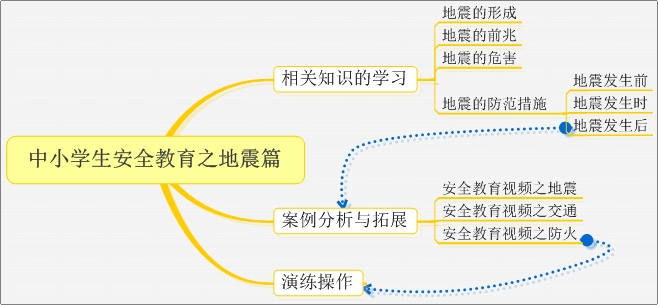 中小学生安全教育之地震篇
相关知识的学习
地震的形成
地震的前兆
地震的危害
地震的防范措施
地震发生前
地震发生时
地震发生后
案例分析与拓展
安全教育视频之地震
安全教育视频之交通
安全教育视频之防火
演练操作